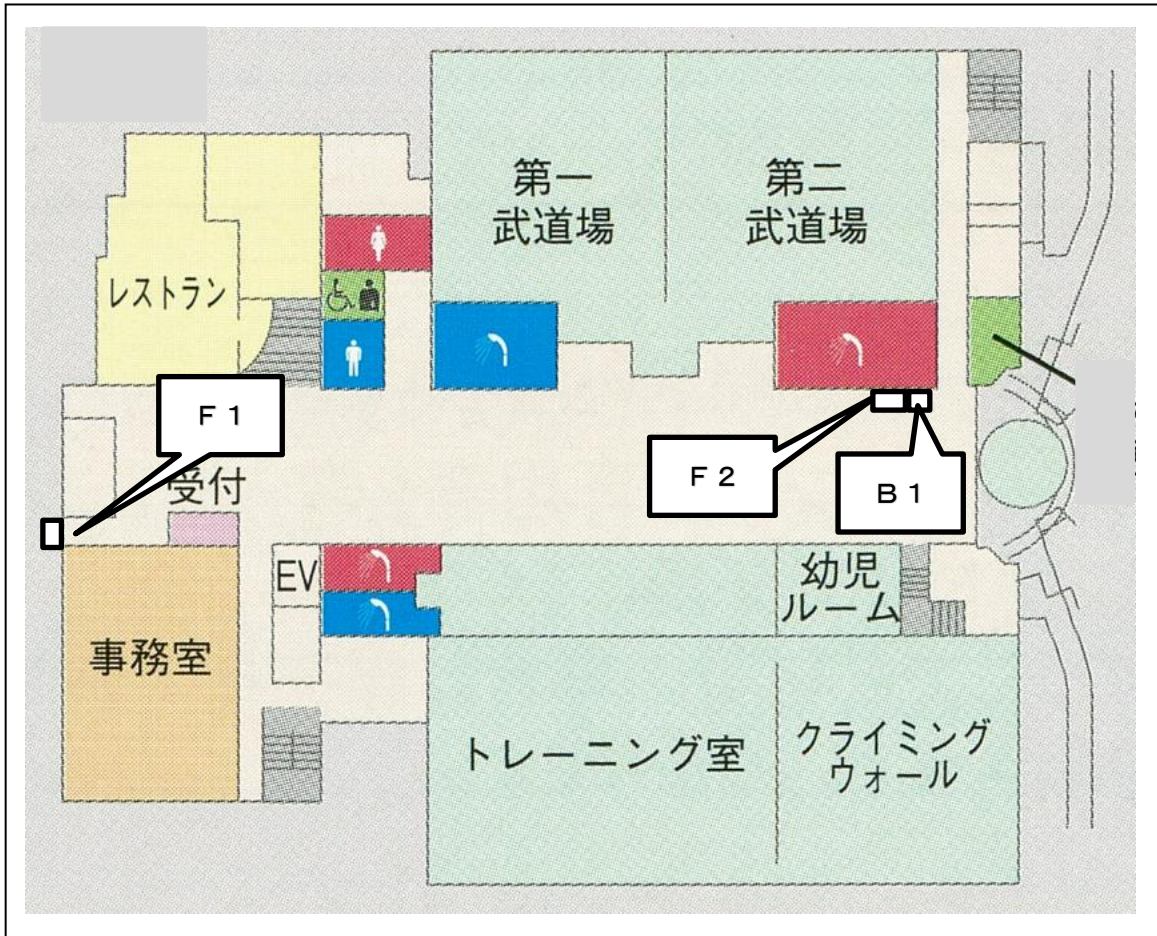 第一
武道場
第二
武道場
レストラン
Ｆ１
受付
Ｆ２
Ｂ１
EV
幼児
ルーム
事務室
トレーニング室
クライミング
ウォール